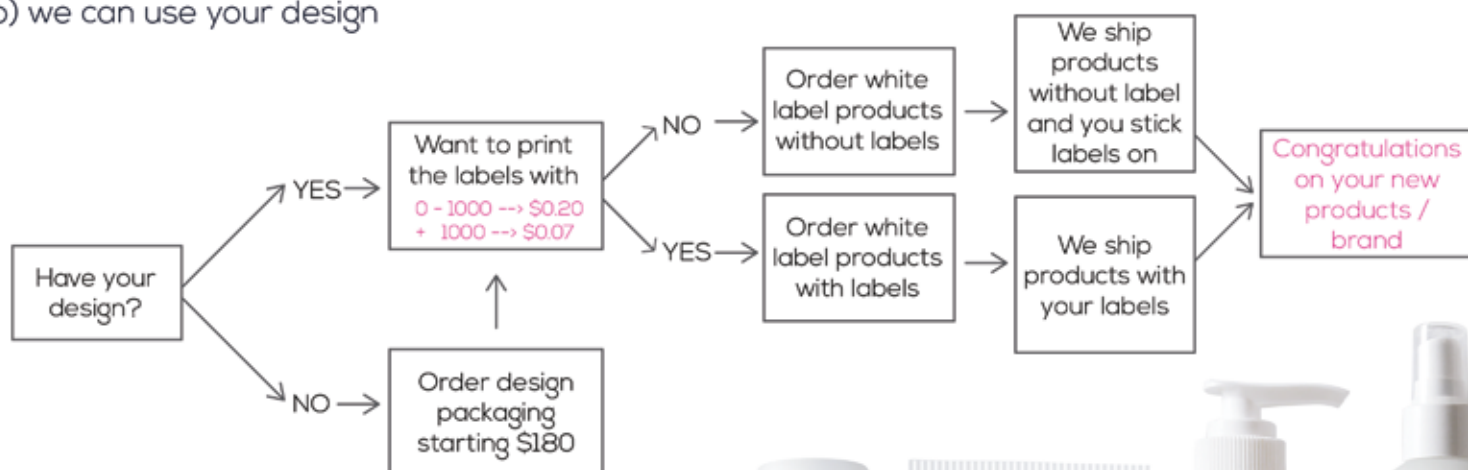 b) we can use your design
Have your
design?
YES
NO
Want to print
the labels with
0 - 1000 --> $0.20
+ 1000 --> $0.07
Order design
packaging
starting $180
NO
YES
Order white
label products
without labels
Order white
label products
with labels
We ship
products
without label
and you stick
labels on
We ship
products with
your labels
Congratulations
on your new
products /
brand